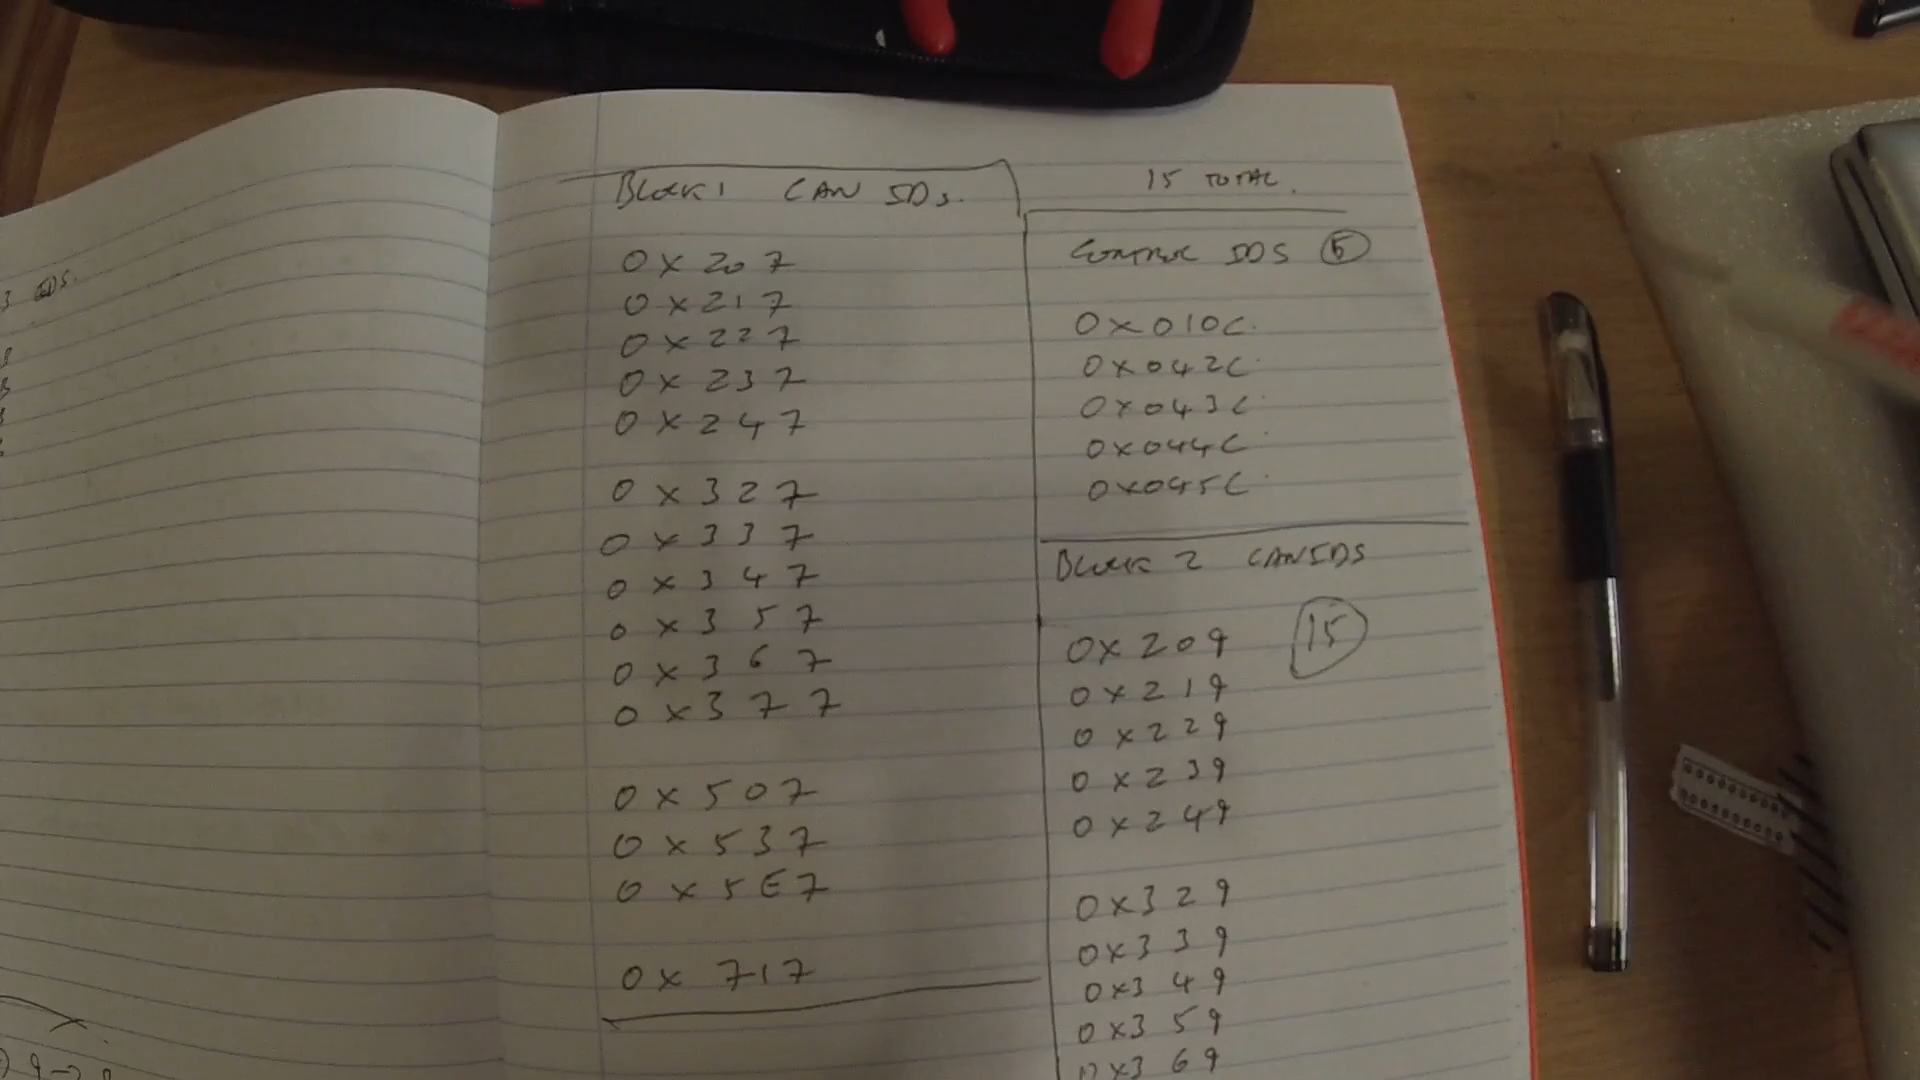 Block 1 CAN IDs.
0x207
0x217
0x227
0x237
0x247
0x327
0x337
0x347
0x357
0x367
0x377
0x507
0x537
0x5E7
0x717
15 TOTAL.
CONTROL IDS 5
0x010C.
0x042C.
0x043C.
0x044C.
0x045C.
Block 2 CAN IDS
0x209 15
0x219
0x229
0x239
0x249
0x329
0x339
0x349
0x359
0x369